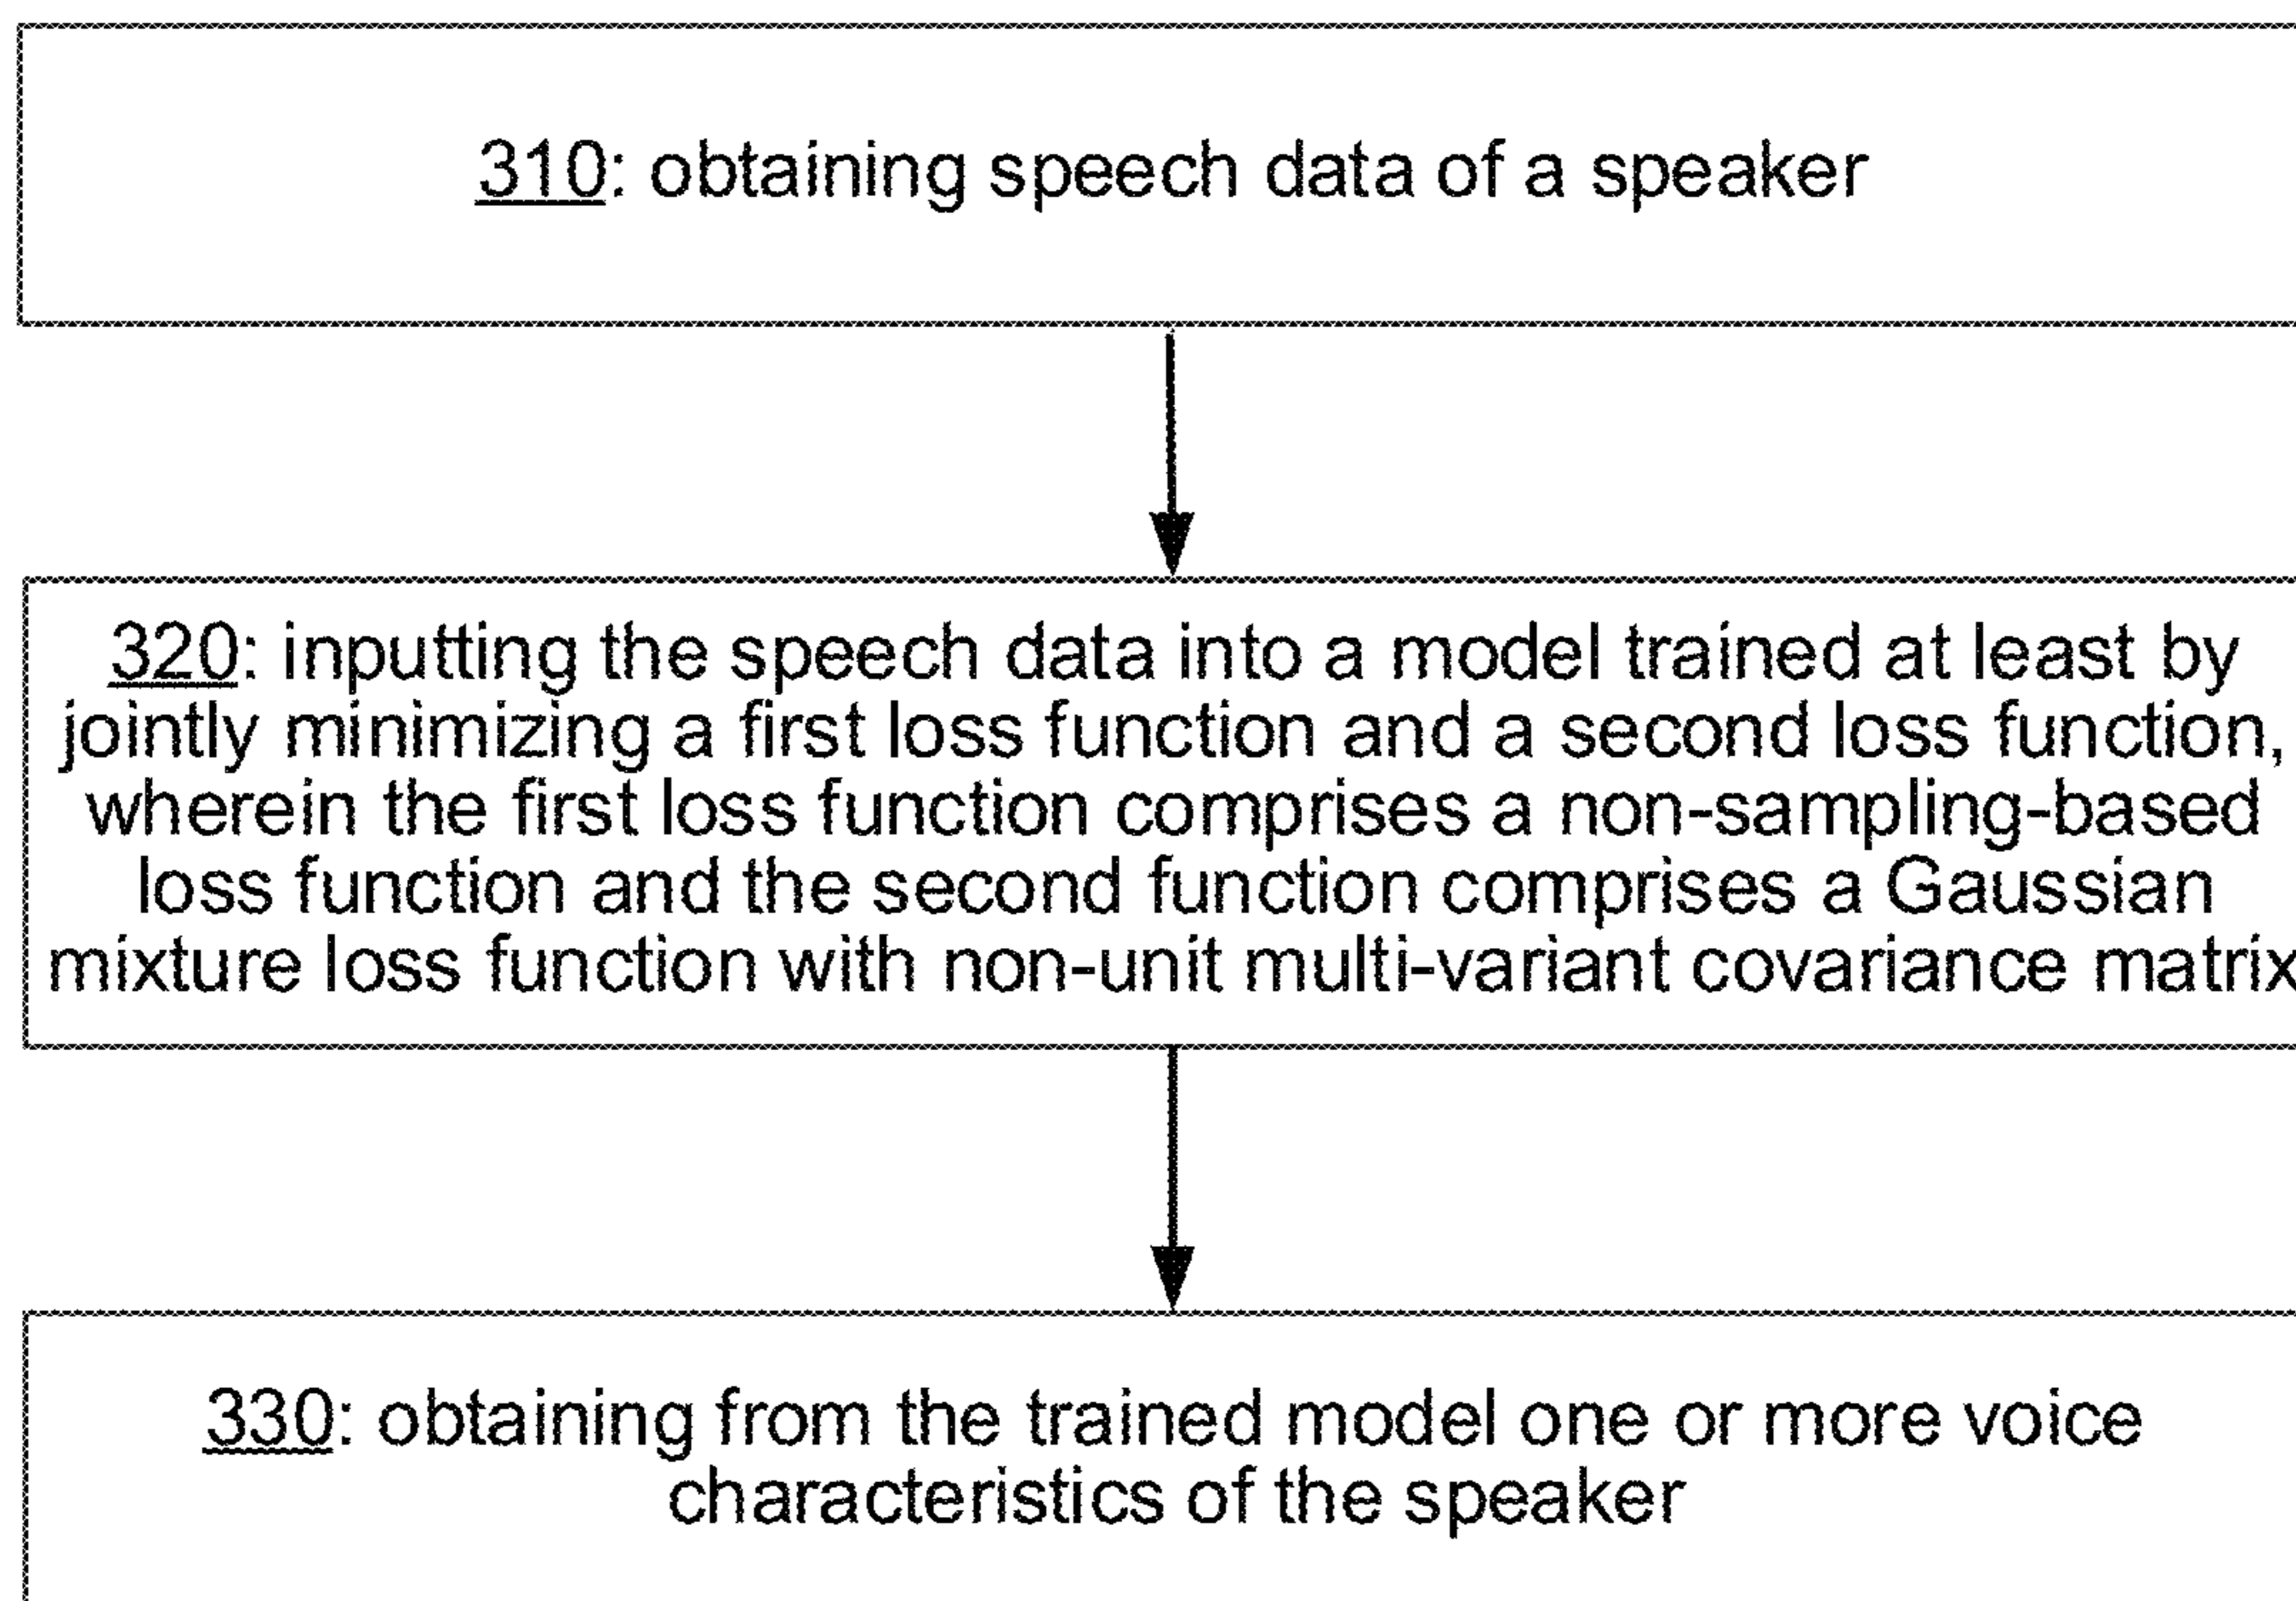 310: obtaining speech data of a speaker
320: inputting the speech data into a model trained at least by
jointly minimizing a first loss function and a second loss function,
wherein the first loss function comprises a non-sampling-based
loss function and the second function comprises a Gaussian
mixture loss function with non-unit multi-variant covariance matrix
330: obtaining from the trained model one or more voice
characteristics of the speaker